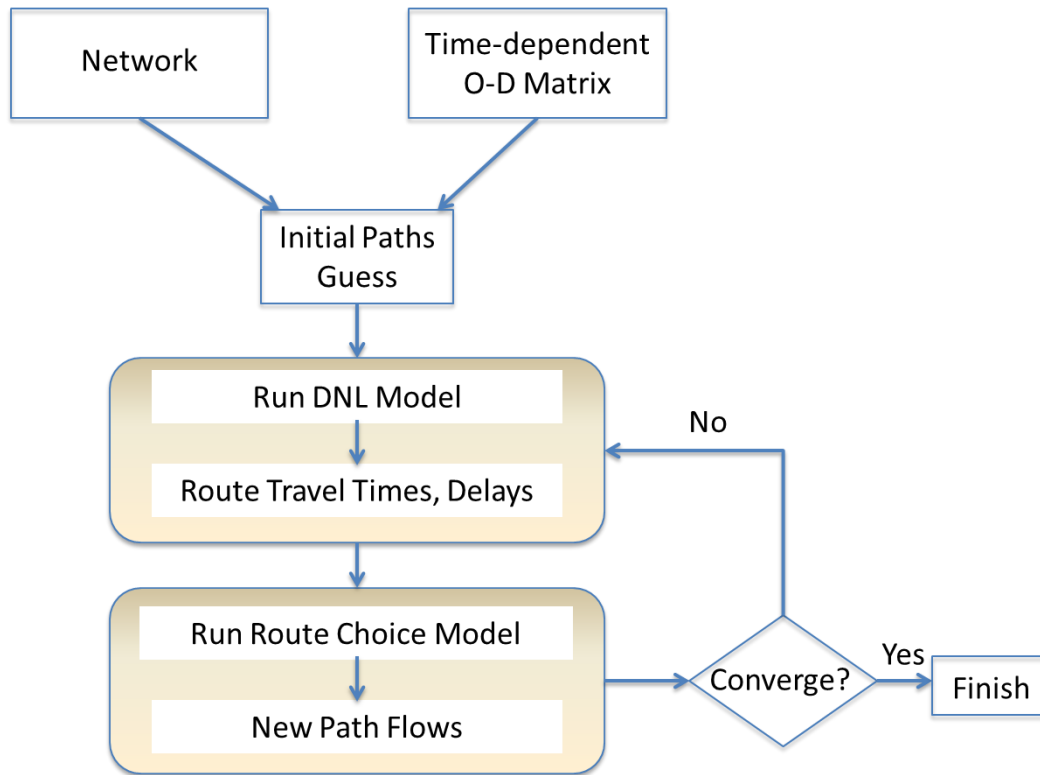 Network
Time-dependent
O-D Matrix
Initial Paths
Guess
Run DNL Model
No
Route Travel Times, Delays
Run Route Choice Model
Converge?
Yes
Finish
New Path Flows